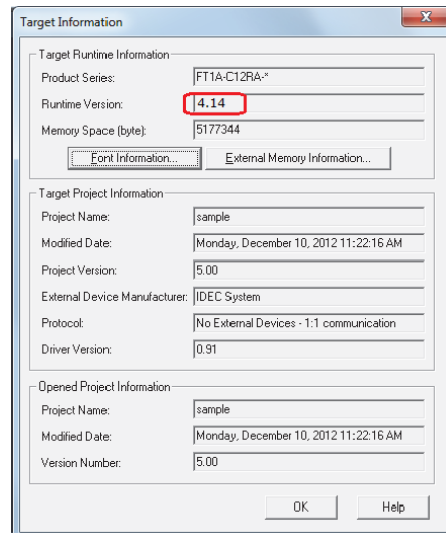 Target Information
Target Runtime Information
Product Series: FT1A-C12RA-*
Runtime Version: 4.14
Memory Space (byte): 5177344
Font Information... External Memory Information...
Target Project Information
Project Name: sample
Modified Date: Monday, December 10, 2012 11:22:16 AM
Project Version: 5.00
External Device Manufacturer: IDEC System
Protocol: No External Devices - 1:1 communication
Driver Version: 0.91
Opened Project Information
Project Name: sample
Modified Date: Monday, December 10, 2012 11:22:16 AM
Version Number: 5.00
OK Help